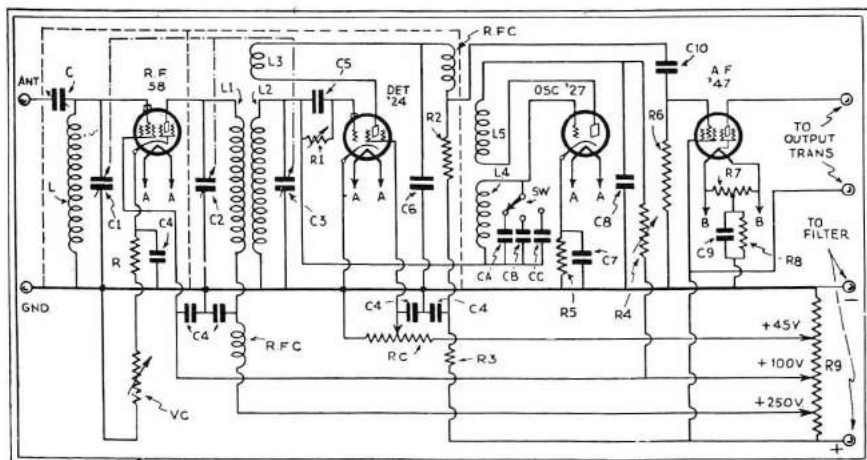 ANT
C
R.F.
58
L1
L2
L3
C5
DET
'24
R.F.C
R2
OSC '27
C10
A.F
'47
TO
OUTPUT
TRANS
L
C1
A
A
C2
R1
C3
A
A
C6
L5
L4
SW
A
A
C8
R6
R7
B
B
TO
FILTER
R
C4
CA
CB
CC
C7
R5
R4
C9
R8
GND
C4
C4
C4
R.F.C
RC
R3
VC
+45V
+100V
+250V
R9
−
+